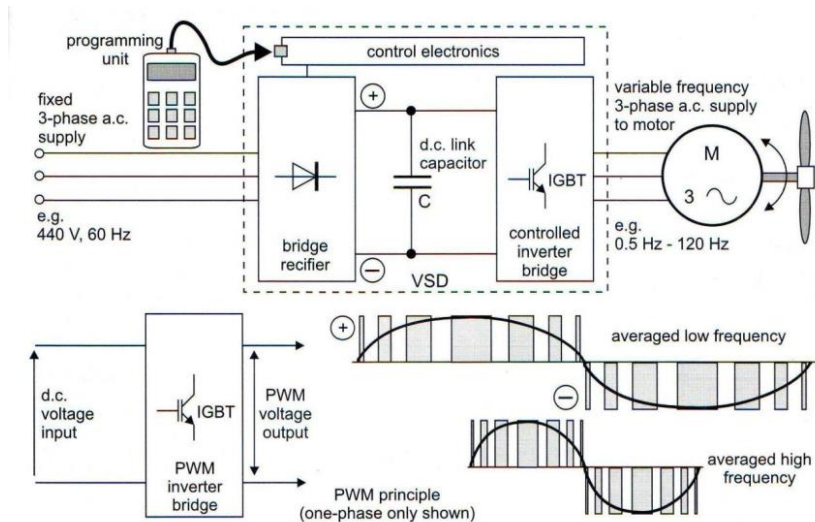 programming
unit
control electronics
fixed
3-phase a.c.
supply
+
d.c. link
capacitor
C
IGBT
variable frequency
3-phase a.c. supply
to motor
M
3
e.g.
440 V, 60 Hz
bridge
recifier
−
VSD
controlled
inverter
bridge
e.g.
0.5 Hz - 120 Hz
d.c.
voltage
input
IGBT
PWM
inverter
bridge
PWM
voltage
output
PWM principle
(one-phase only shown)
+
averaged low frequency
−
averaged high
frequency